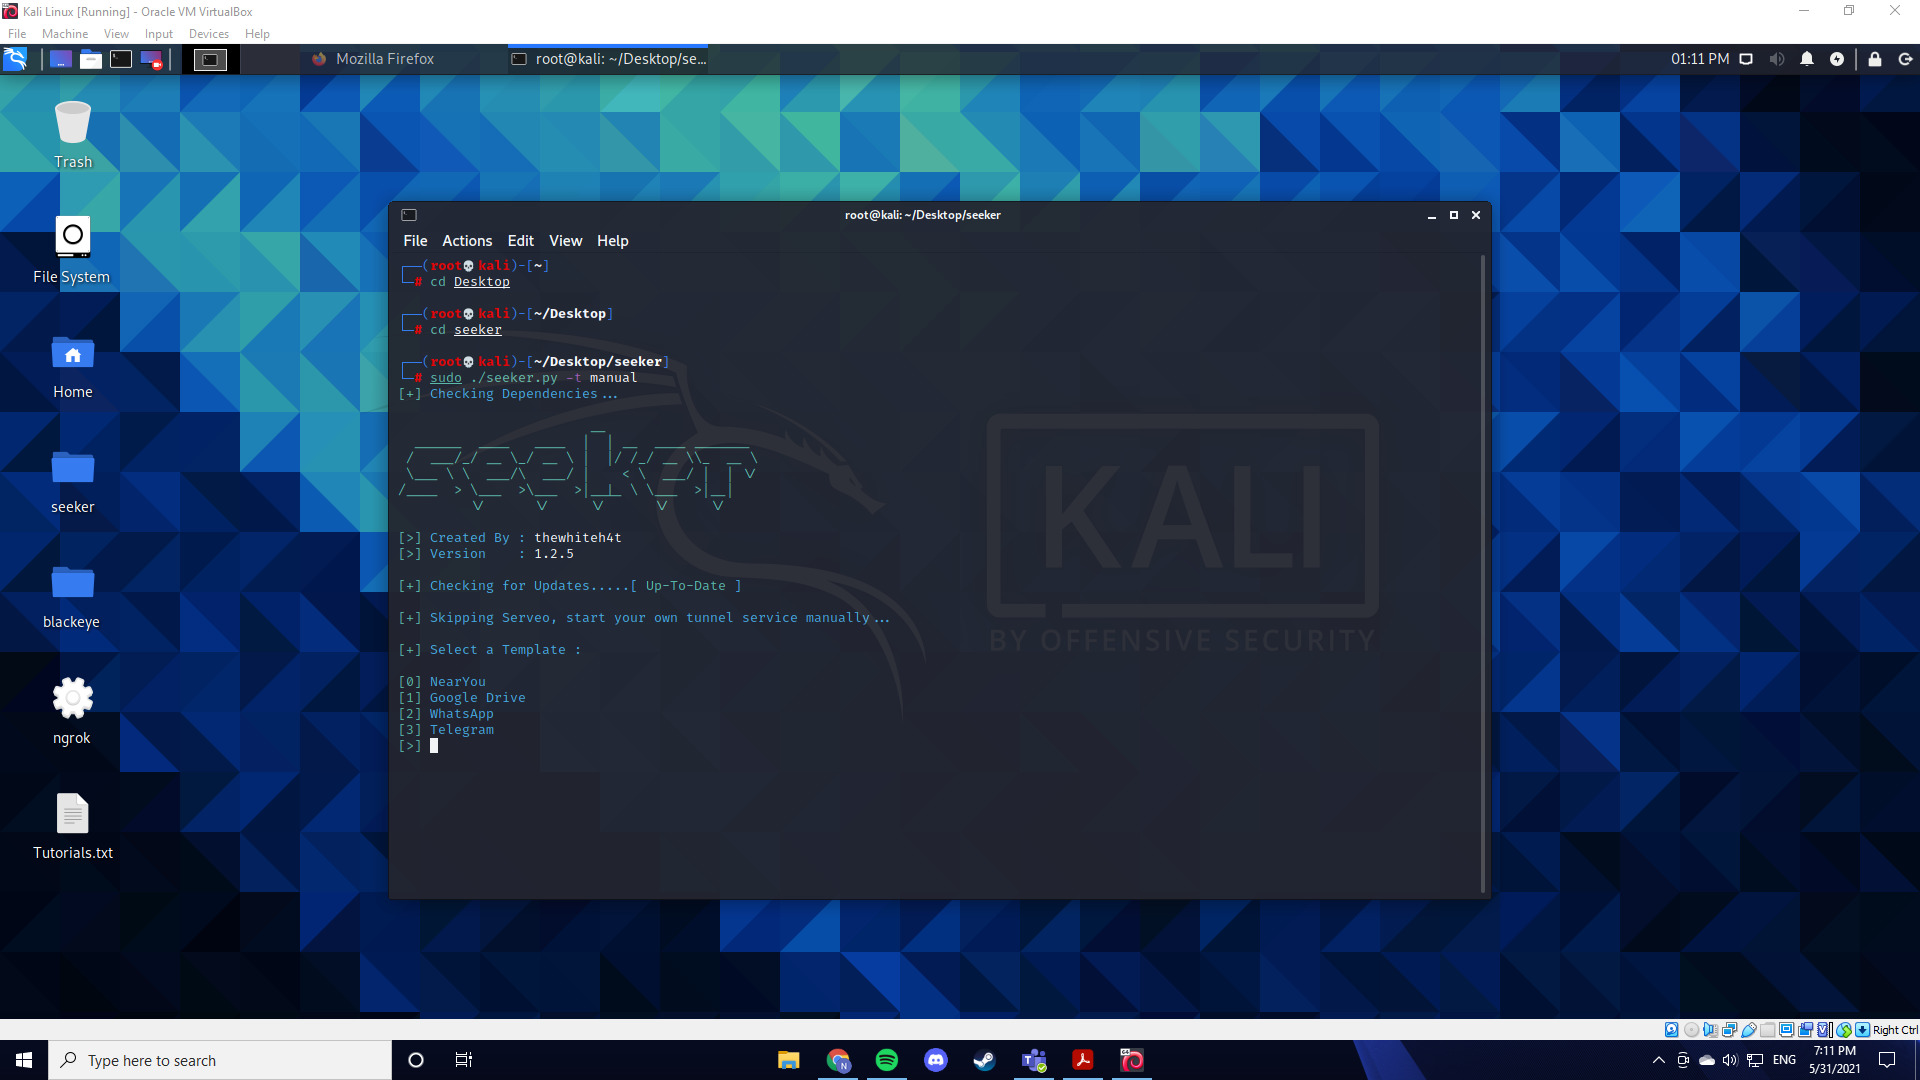 Kali Linux [Running] - Oracle VM VirtualBox
File Machine View Input Devices Help
Mozilla Firefox
root@kali: ~/Desktop/se...
01:11 PM
Trash
File System
Home
seeker
blackeye
ngrok
Tutorials.txt
root@kali: ~/Desktop/seeker
File Actions Edit View Help
┌──(root💀kali)-[~]
└─# cd Desktop
┌──(root💀kali)-[~/Desktop]
└─# cd seeker
┌──(root💀kali)-[~/Desktop/seeker]
└─# sudo ./seeker.py -t manual
[+] Checking Dependencies...
seeker
[>] Created By : thewhiteh4t
[>] Version : 1.2.5
[+] Checking for Updates.....[ Up-To-Date ]
[+] Skipping Serveo, start your own tunnel service manually...
[+] Select a Template :
[0] NearYou
[1] Google Drive
[2] WhatsApp
[3] Telegram
[>]
KALI
BY OFFENSIVE SECURITY
Right Ctrl
Type here to search
N
ENG
7:11 PM
5/31/2021